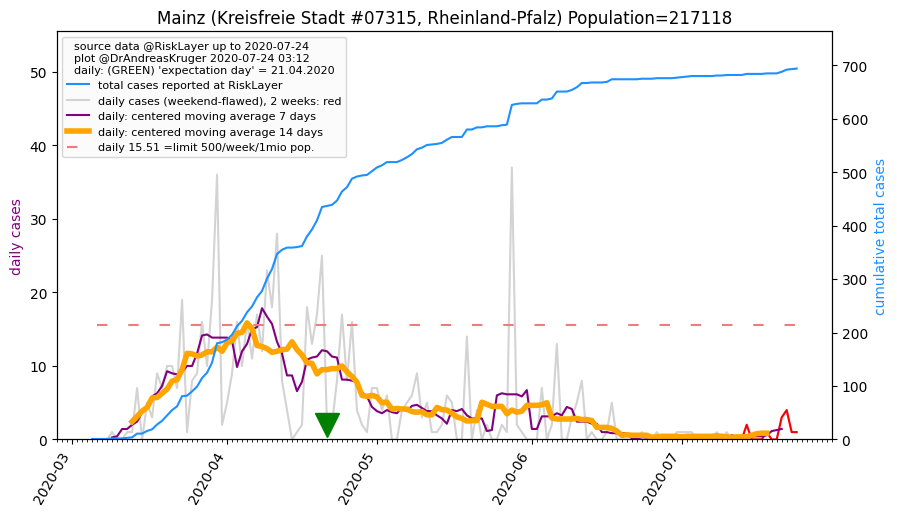 Mainz (Kreisfreie Stadt #07315, Rheinland-Pfalz) Population=217118
source data @RiskLayer up to 2020-07-24
plot @DrAndreasKruger 2020-07-24 03:12
daily: (GREEN) 'expectation day' = 21.04.2020
total cases reported at RiskLayer
daily cases (weekend-flawed), 2 weeks: red
daily: centered moving average 7 days
daily: centered moving average 14 days
daily 15.51 =limit 500/week/1mio pop.
daily cases
50
40
30
20
10
0
cumulative total cases
700
600
500
400
300
200
100
0
2020-03
2020-04
2020-05
2020-06
2020-07